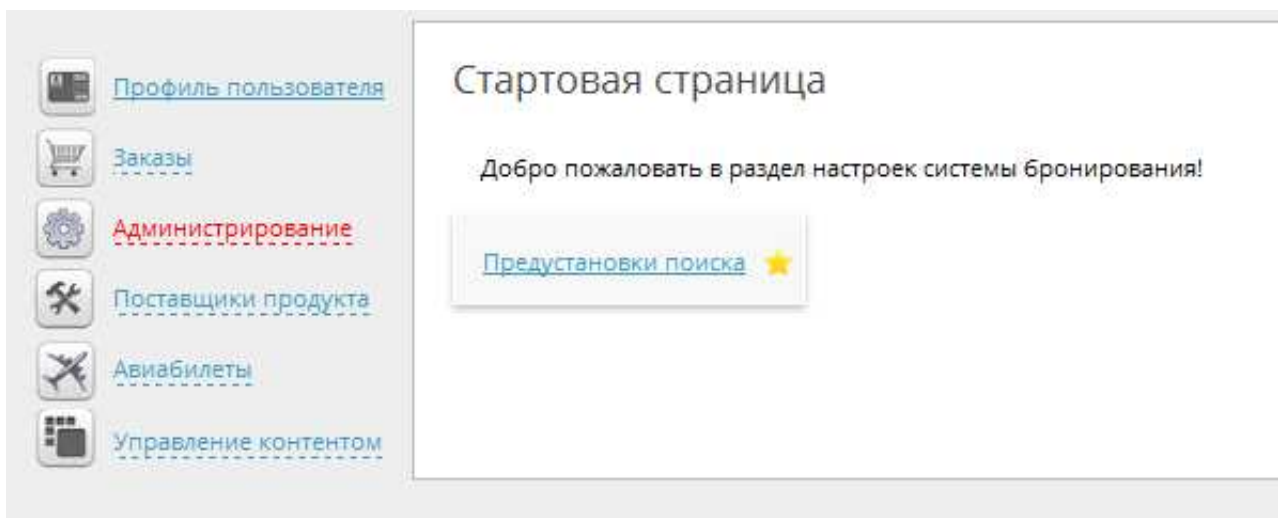 Профиль пользователя
Заказы
Администрирование
Поставщики продукта
Авиабилеты
Управление контентом
Стартовая страница
Добро пожаловать в раздел настроек системы бронирования!
Предустановки поиска